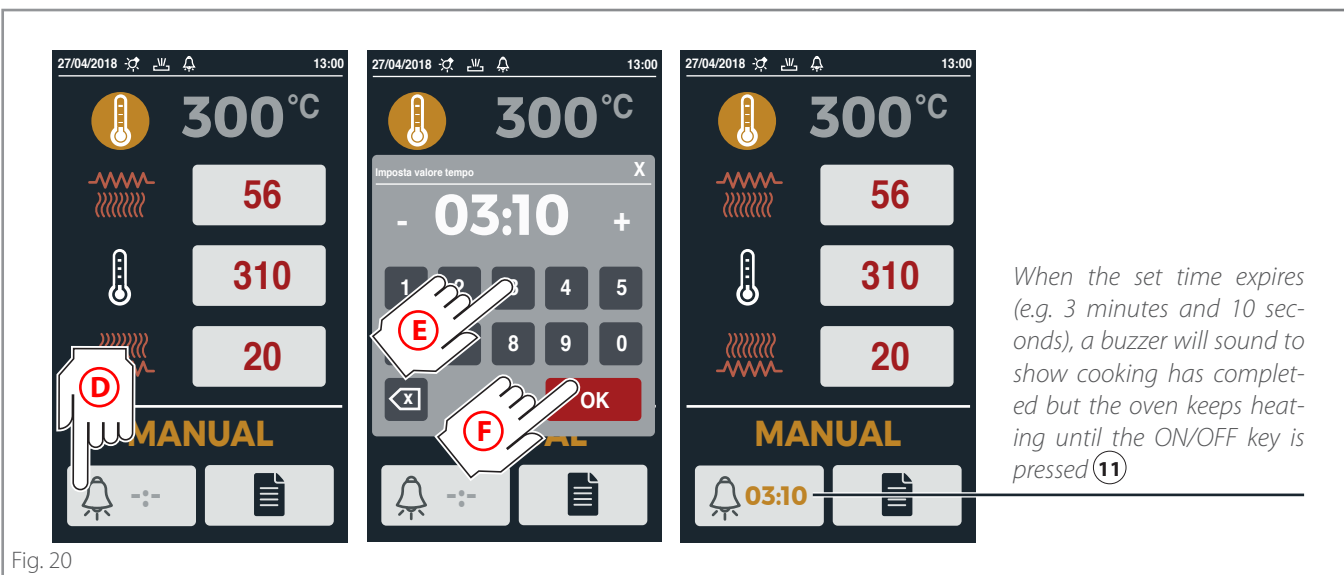 27/04/2018 13:00
300°C
56
310
20
D
MANUAL
-:-
27/04/2018 13:00
300°C
Imposta valore tempo X
- 03:10 +
1 2 3 4 5
8 9 0
E
X OK
F
AL
-:-
27/04/2018 13:00
300°C
56
310
20
MANUAL
03:10
When the set time expires
(e.g. 3 minutes and 10 sec-
onds), a buzzer will sound to
show cooking has complet-
ed but the oven keeps heat-
ing until the ON/OFF key is
pressed 11
Fig. 20